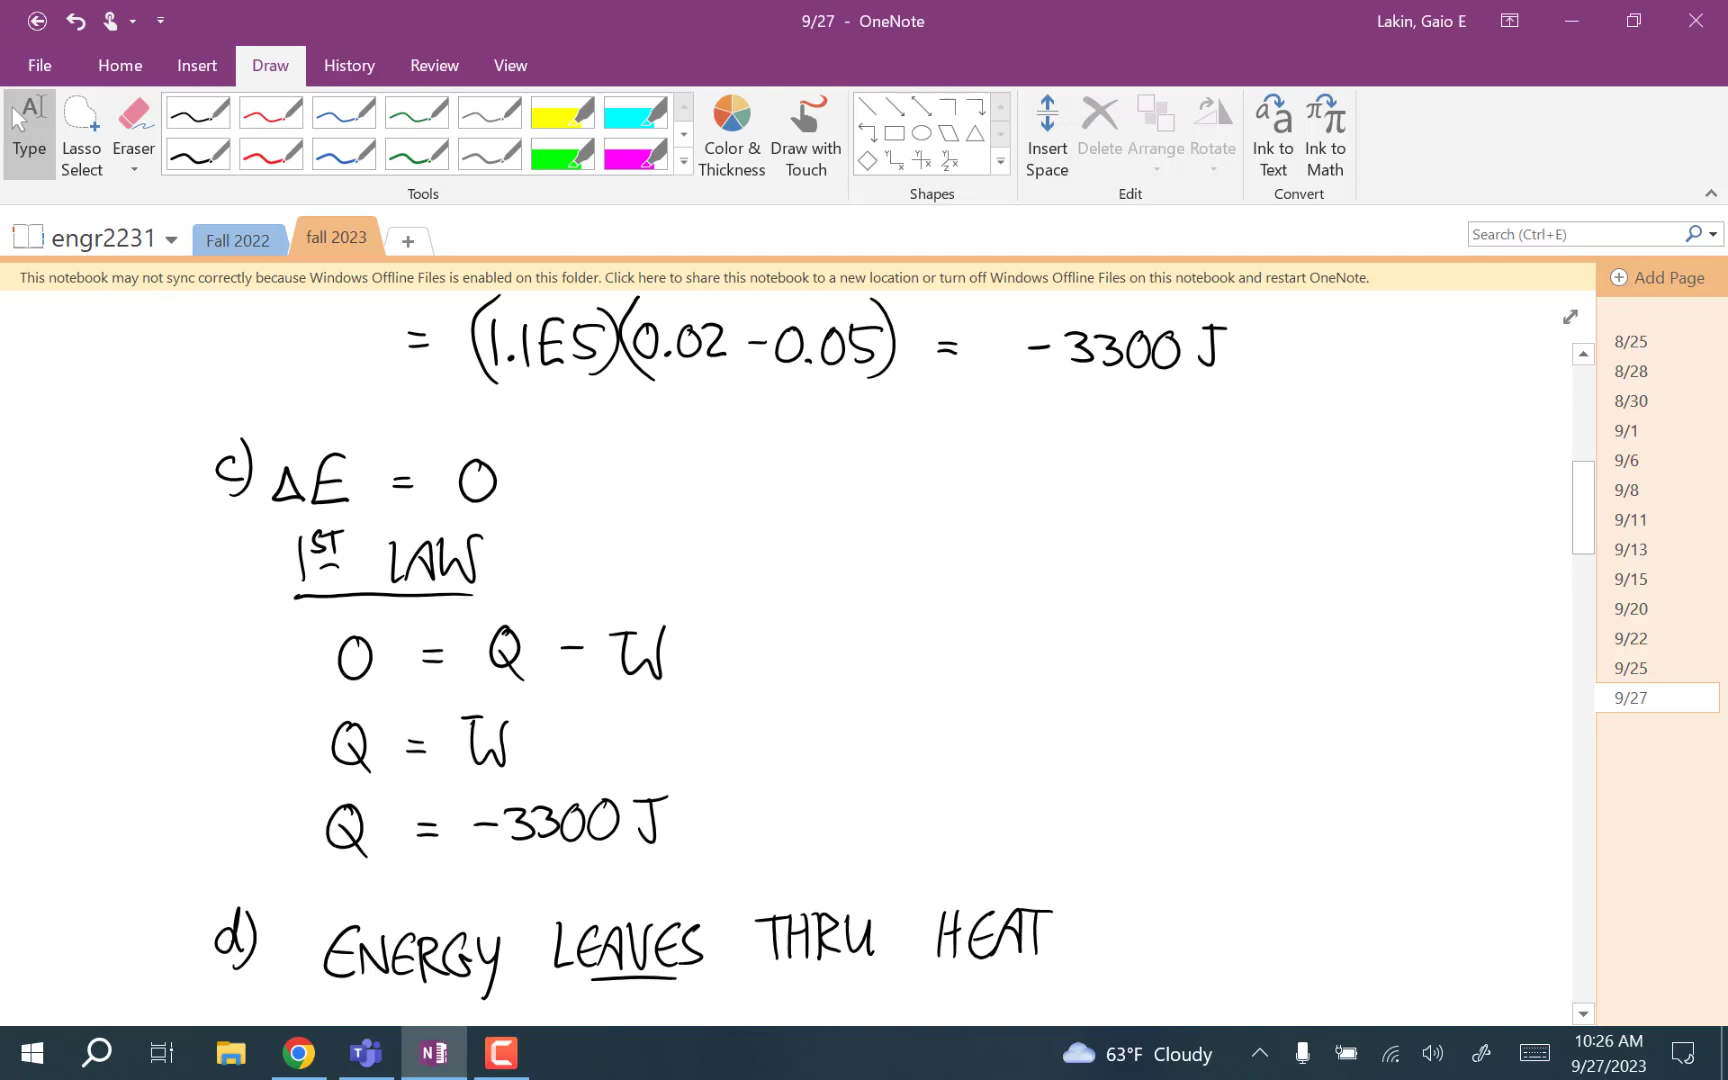 9/27 - OneNote
Lakin, Gaio E
File Home Insert Draw History Review View
Type
Lasso Select
Eraser
Color & Thickness
Draw with Touch
Insert Space
Delete
Arrange
Rotate
Ink to Text
Ink to Math
Tools
Shapes
Edit
Convert
engr2231
Fall 2022
fall 2023
Search (Ctrl+E)
This notebook may not sync correctly because Windows Offline Files is enabled on this folder. Click here to share this notebook to a new location or turn off Windows Offline Files on this notebook and restart OneNote.
Add Page
8/25
8/28
8/30
9/1
9/6
9/8
9/11
9/13
9/15
9/20
9/22
9/25
9/27
= (1.1E5)(0.02 - 0.05) = -3300 J
c) ΔE = 0
1ST LAW
0 = Q - W
Q = W
Q = -3300 J
d) ENERGY LEAVES THRU HEAT
63°F Cloudy
10:26 AM
9/27/2023